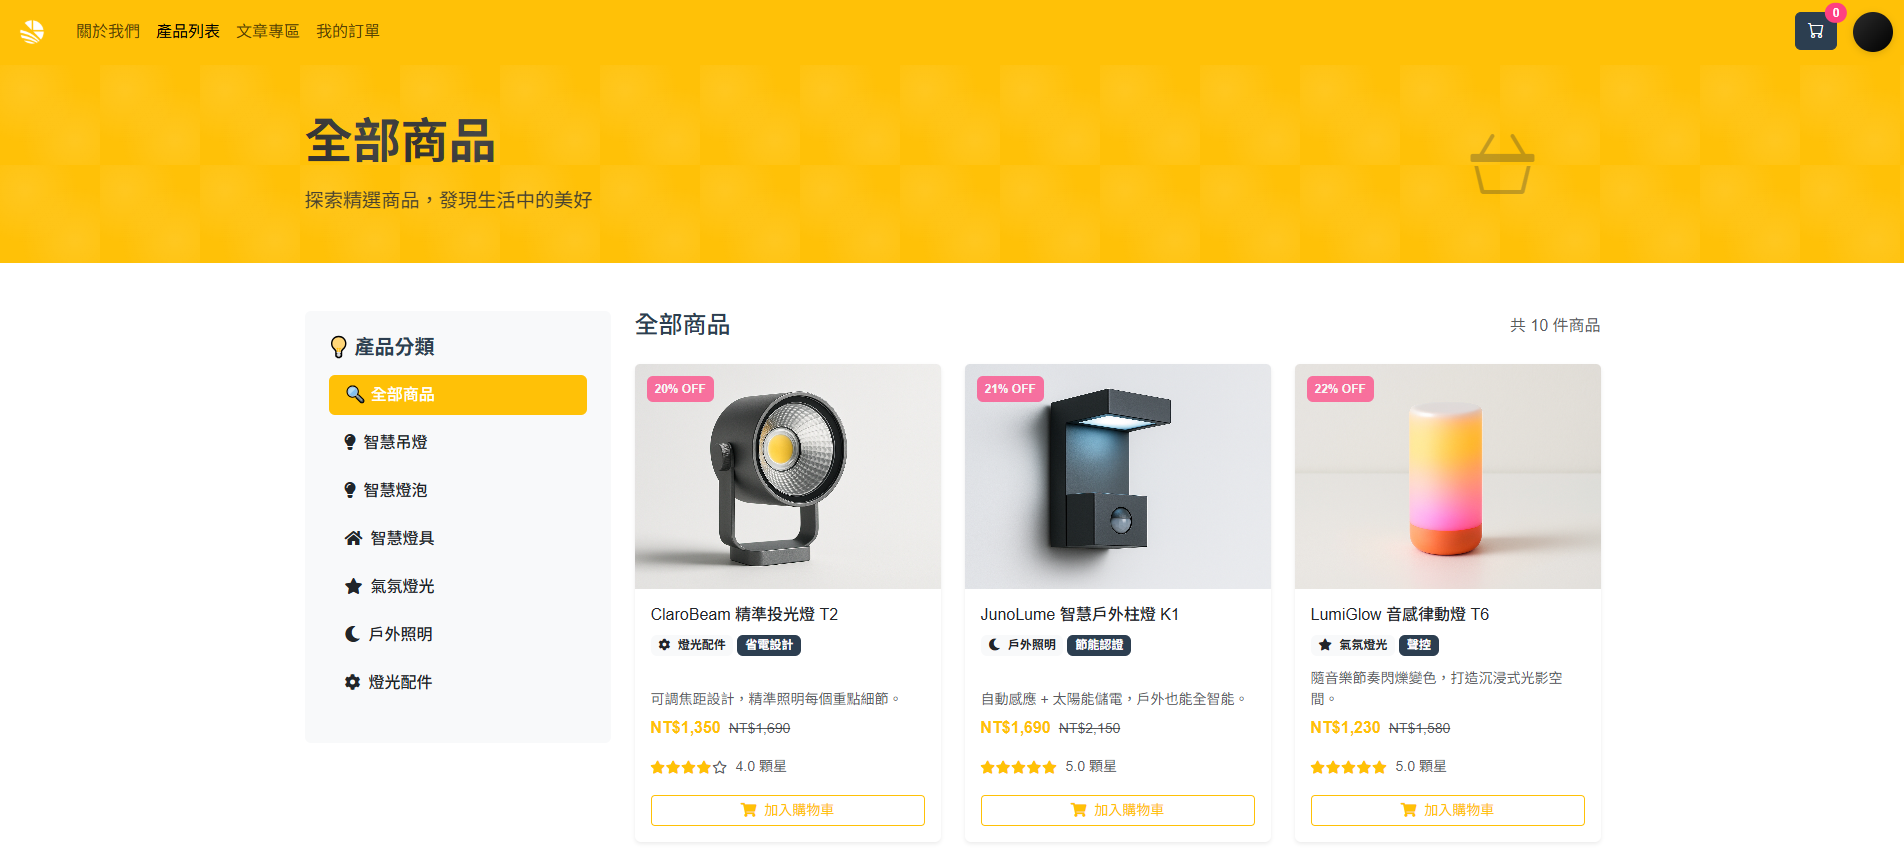 關於我們 產品列表 文章專區 我的訂單
0
全部商品
探索精選商品，發現生活中的美好
產品分類
全部商品
智慧吊燈
智慧燈泡
智慧燈具
氣氛燈光
戶外照明
燈光配件
全部商品
共 10 件商品
20% OFF
ClaroBeam 精準投光燈 T2
燈光配件 省電設計
可調焦距設計，精準照明每個重點細節。
NT$1,350 NT$1,690
4.0 顆星
加入購物車
21% OFF
JunoLume 智慧戶外柱燈 K1
戶外照明 節能認證
自動感應 + 太陽能儲電，戶外也能全智能。
NT$1,690 NT$2,150
5.0 顆星
加入購物車
22% OFF
LumiGlow 音感律動燈 T6
氣氛燈光 聲控
隨音樂節奏閃爍變色，打造沉浸式光影空
間。
NT$1,230 NT$1,580
5.0 顆星
加入購物車